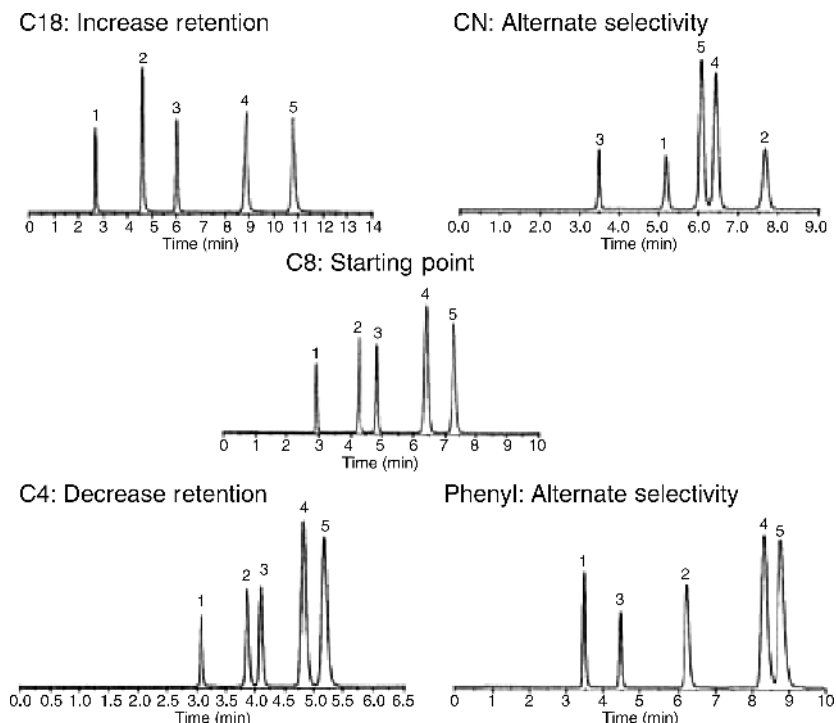 C18: Increase retention
2
1
3
4
5
0 1 2 3 4 5 6 7 8 9 10 11 12 13 14
Time (min)
CN: Alternate selectivity
5
4
3
1
2
0.0 1.0 2.0 3.0 4.0 5.0 6.0 7.0 8.0 9.0
Time (min)
C8: Starting point
4
5
2
3
1
0 1 2 3 4 5 6 7 8 9 10
Time (min)
C4: Decrease retention
4
5
2
3
1
0.0 0.5 1.0 1.5 2.0 2.5 3.0 3.5 4.0 4.5 5.0 5.5 6.0 6.5
Time (min)
Phenyl: Alternate selectivity
4
5
1
2
3
0 1 2 3 4 5 6 7 8 9 10
Time (min)